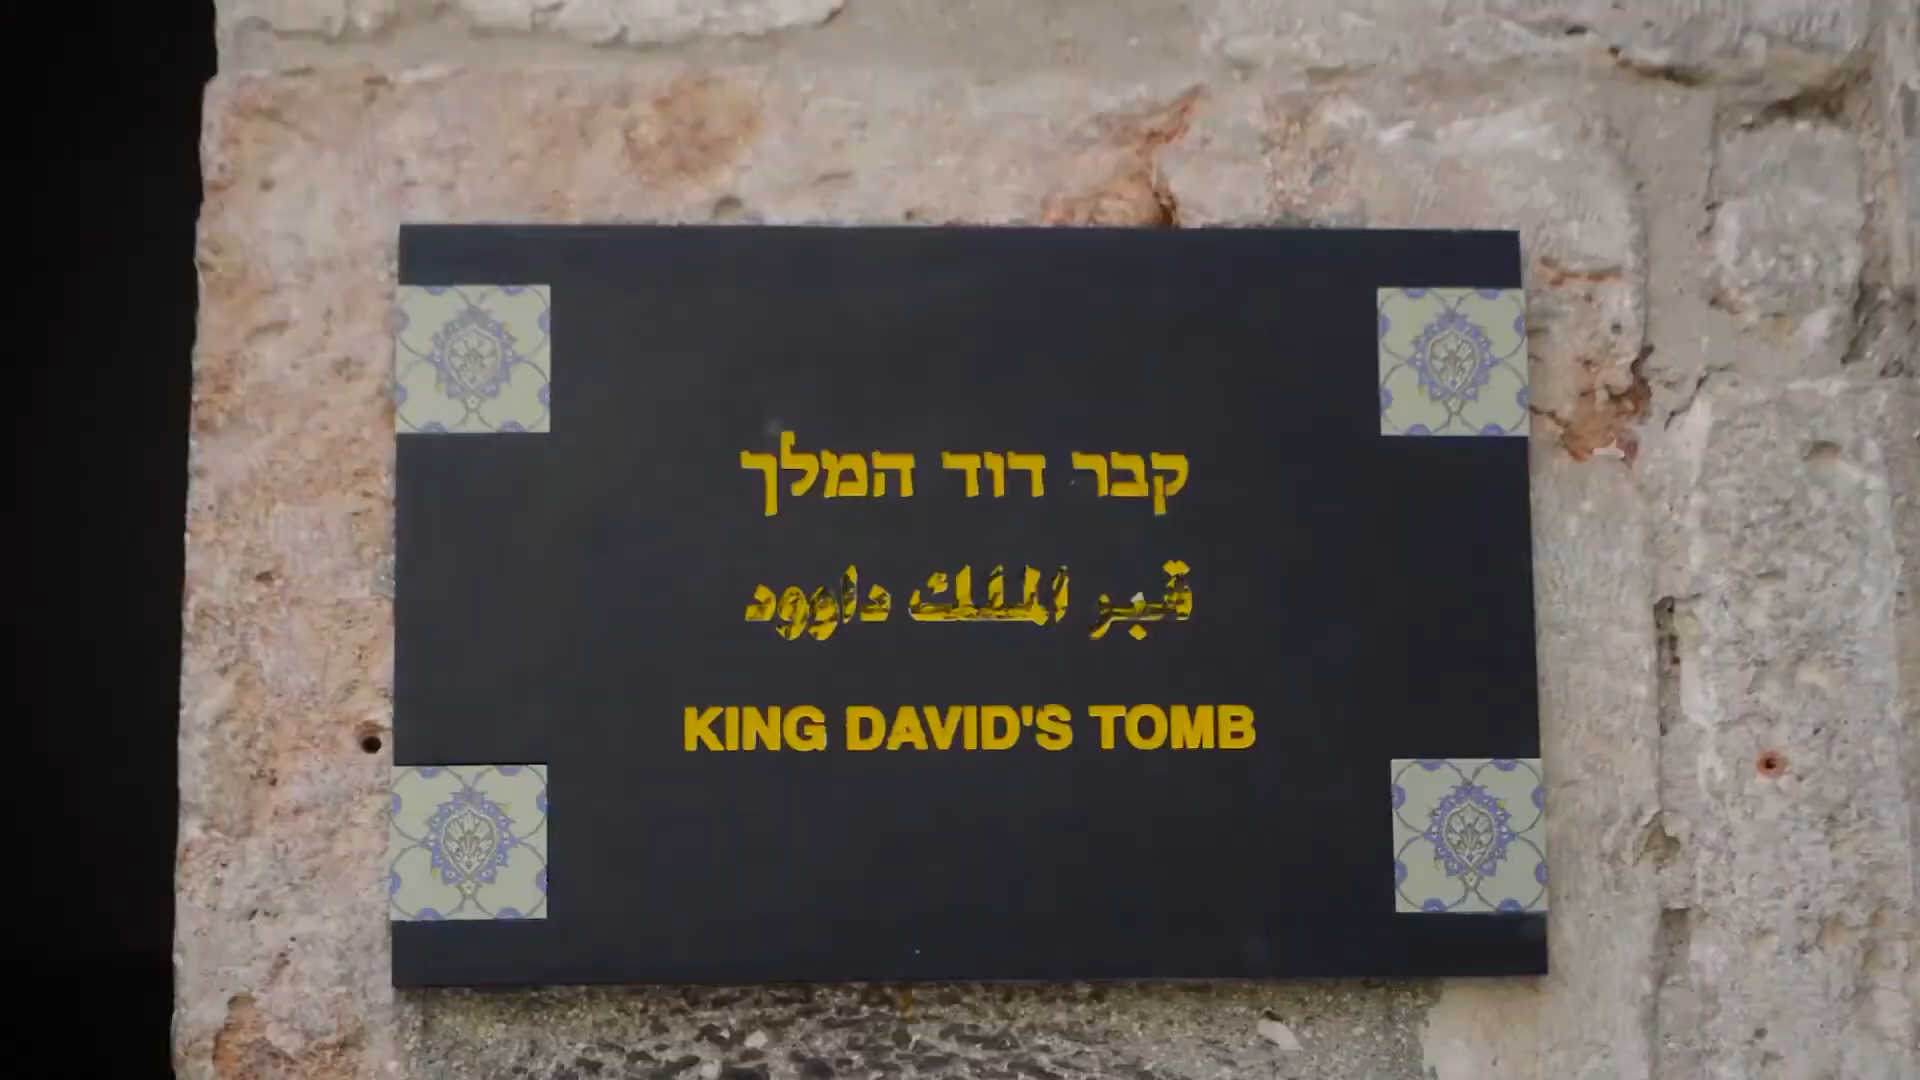 קבר דוד המלך
قبر الملك داوود
KING DAVID'S TOMB